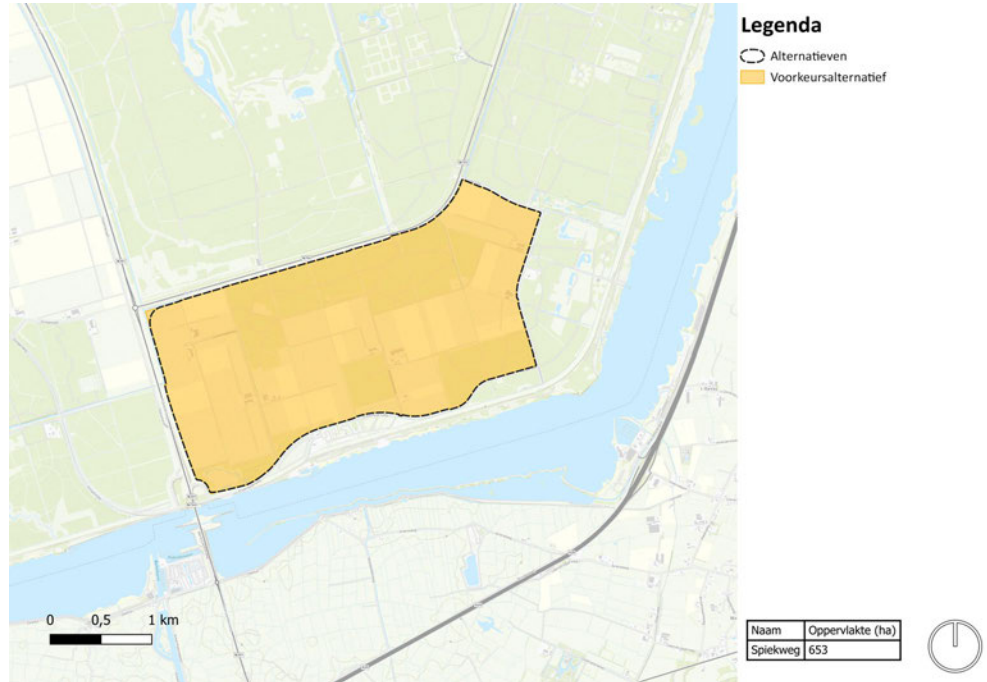 Legenda
Alternatieven
Voorkeursalternatief
0 0,5 1 km
Naam Oppervlakte (ha)
Spiekweg 653